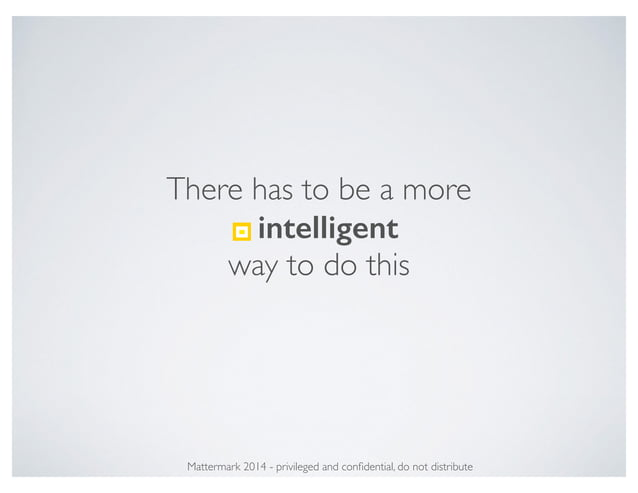 There has to be a more
intelligent
way to do this
Mattermark 2014 - privileged and confidential, do not distribute